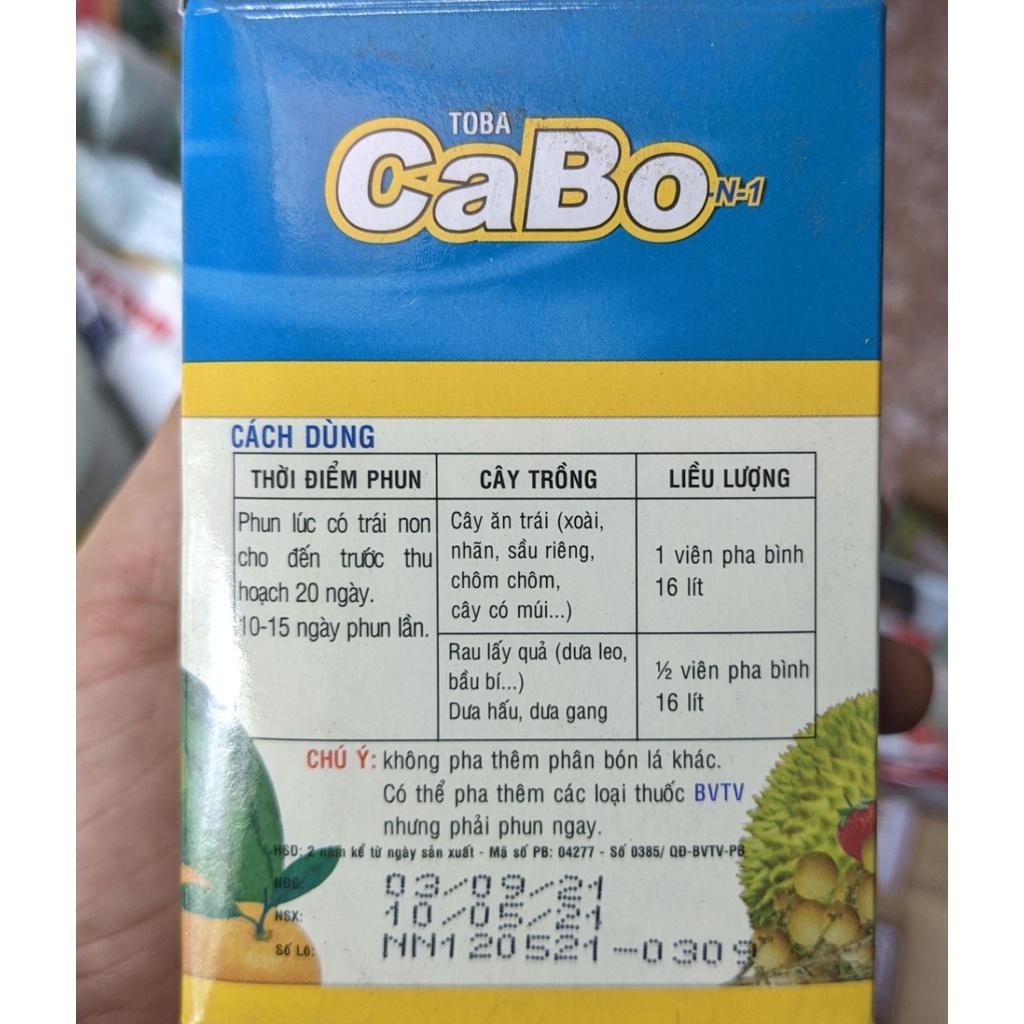 TOBA
CaBo
-N-1
CÁCH DÙNG
THỜI ĐIỂM PHUN
CÂY TRỒNG
LIỀU LƯỢNG
Phun lúc có trái non
cho đến trước thu
hoạch 20 ngày.
10-15 ngày phun lần.
Cây ăn trái (xoài,
nhãn, sầu riêng,
chôm chôm,
cây có múi...)
1 viên pha bình
16 lít
Rau lấy quả (dưa leo,
bầu bí...)
Dưa hấu, dưa gang
½ viên pha bình
16 lít
CHÚ Ý: không pha thêm phân bón lá khác.
Có thể pha thêm các loại thuốc BVTV
nhưng phải phun ngay.
HSD: 2 năm kể từ ngày sản xuất - Mã số PB: 04277 - Số 0385/ QĐ-BVTV-PB
NĐG: 03/09/21
NSX: 10/05/21
Số Lô: NN120521-0309